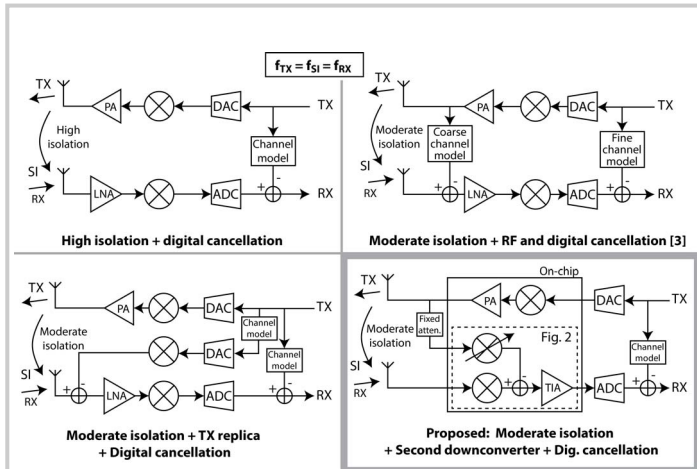 f_TX = f_SI = f_RX
TX
PA
DAC
TX
High
isolation
Channel
model
SI
RX
LNA
ADC
+
-
RX
High isolation + digital cancellation
TX
PA
DAC
TX
Moderate
isolation
Coarse
channel
model
Fine
channel
model
SI
RX
+
-
LNA
ADC
+
-
RX
Moderate isolation + RF and digital cancellation [3]
TX
PA
DAC
TX
Channel
model
Moderate
isolation
DAC
Channel
model
SI
RX
+
-
LNA
ADC
+
-
RX
Moderate isolation + TX replica
+ Digital cancellation
On-chip
TX
PA
DAC
TX
Fixed
atten.
Fig. 2
Moderate
isolation
Channel
model
SI
RX
+
-
TIA
ADC
+
-
RX
Proposed: Moderate isolation
+ Second downconverter + Dig. cancellation